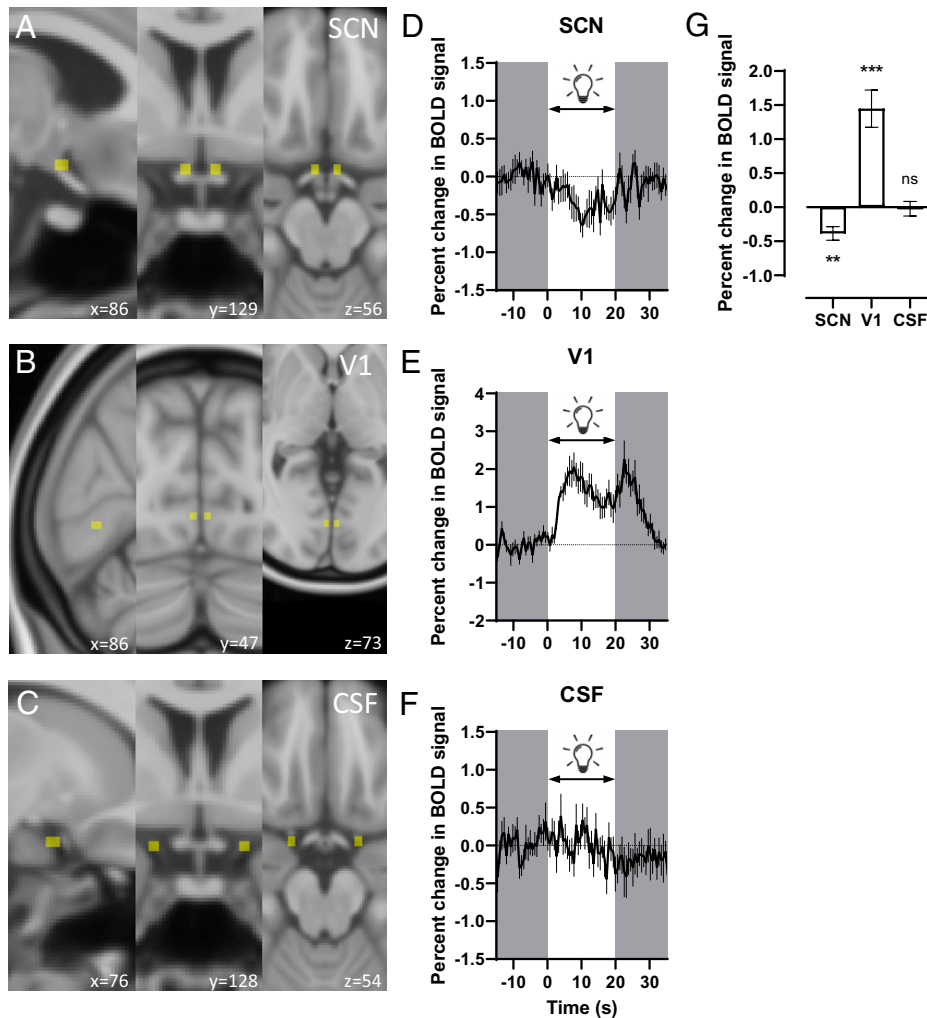 A
SCN
x=86
y=129
z=56
B
V1
x=86
y=47
z=73
C
CSF
x=76
y=128
z=54
D
SCN
Percent change in BOLD signal
1.5
1.0
0.5
0.0
-0.5
-1.0
-1.5
-10 0 10 20 30
E
V1
Percent change in BOLD signal
4
3
2
1
0
-1
-2
-10 0 10 20 30
F
CSF
Percent change in BOLD signal
1.5
1.0
0.5
0.0
-0.5
-1.0
-1.5
-10 0 10 20 30
Time (s)
G
Percent change in BOLD signal
2.0
1.5
1.0
0.5
0.0
-0.5
-1.0
***
ns
**
SCN V1 CSF